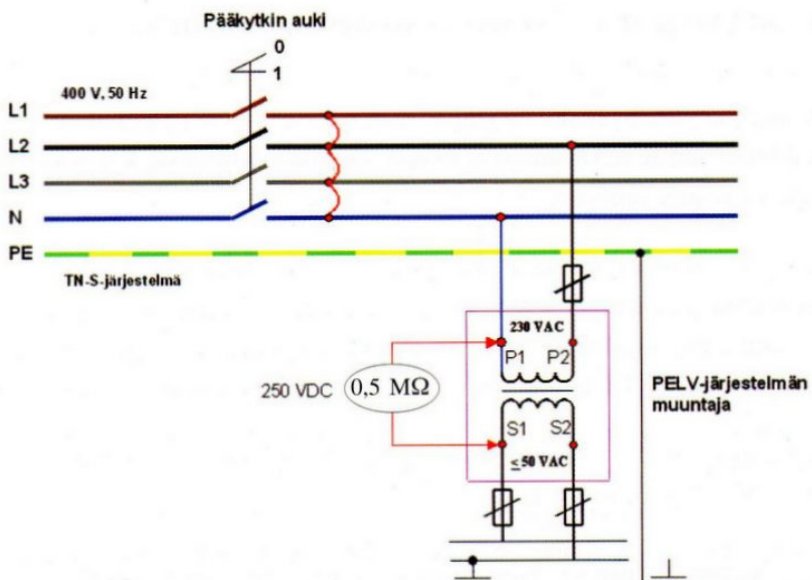 Pääkytkin auki
0
1
400 V, 50 Hz
L1
L2
L3
N
PE
TN-S-järjestelmä
230 VAC
P1 P2
250 VDC 0,5 MΩ
PELV-järjestelmän
muuntaja
S1 S2
≤50 VAC